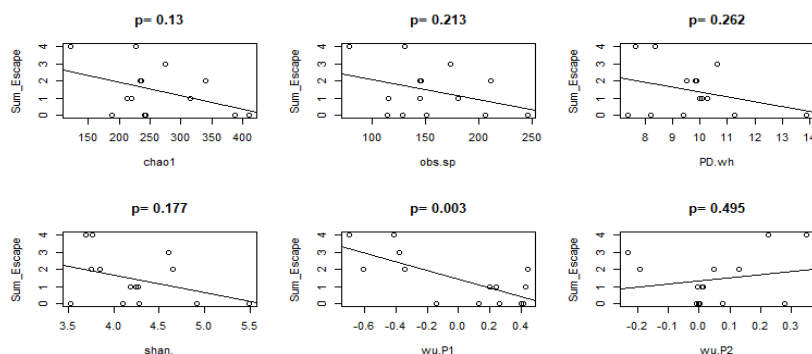 p= 0.13
Sum_Escape
4
3
2
1
0
150 200 250 300 350 400
chao1
p= 0.213
Sum_Escape
4
3
2
1
0
100 150 200 250
obs.sp
p= 0.262
Sum_Escape
4
3
2
1
0
8 9 10 11 12 13 14
PD.wh
p= 0.177
Sum_Escape
4
3
2
1
0
3.5 4.0 4.5 5.0 5.5
shan.
p= 0.003
Sum_Escape
4
3
2
1
0
-0.6 -0.4 -0.2 0.0 0.2 0.4
wu.P1
p= 0.495
Sum_Escape
4
3
2
1
0
-0.2 -0.1 0.0 0.1 0.2 0.3
wu.P2